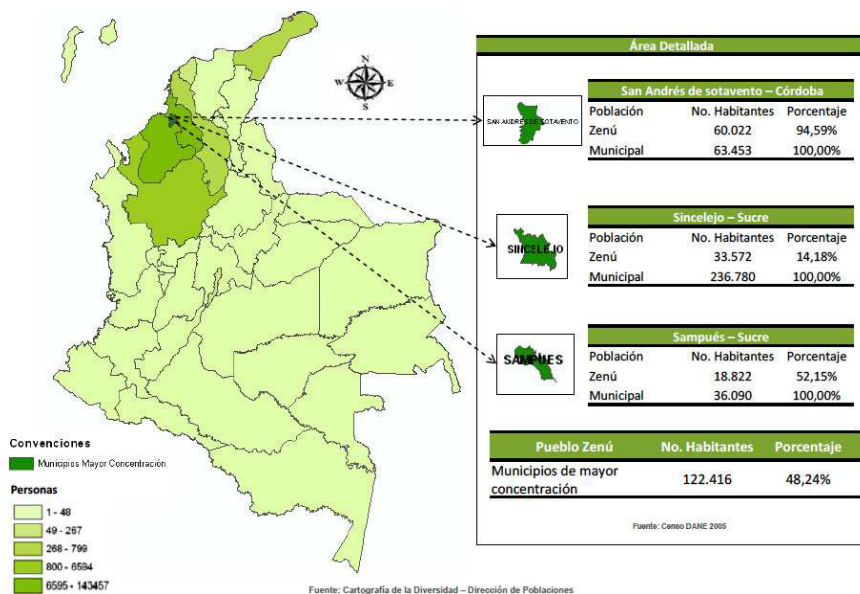 N
W E
S
Área Detallada
SAN ANDRÉS DE SOTAVENTO
San Andrés de sotavento – Córdoba
Población No. Habitantes Porcentaje
Zenú 60.022 94,59%
Municipal 63.453 100,00%
SINCELEJO
Sincelejo – Sucre
Población No. Habitantes Porcentaje
Zenú 33.572 14,18%
Municipal 236.780 100,00%
SAMPUES
Sampués – Sucre
Población No. Habitantes Porcentaje
Zenú 18.822 52,15%
Municipal 36.090 100,00%
Pueblo Zenú No. Habitantes Porcentaje
Municipios de mayor
concentración 122.416 48,24%
Fuente: Censo DANE 2005
Convenciones
Municipios Mayor Concentración
Personas
1 - 48
49 - 267
268 - 799
800 - 6594
6595 - 143457
Fuente: Cartografía de la Diversidad – Dirección de Poblaciones